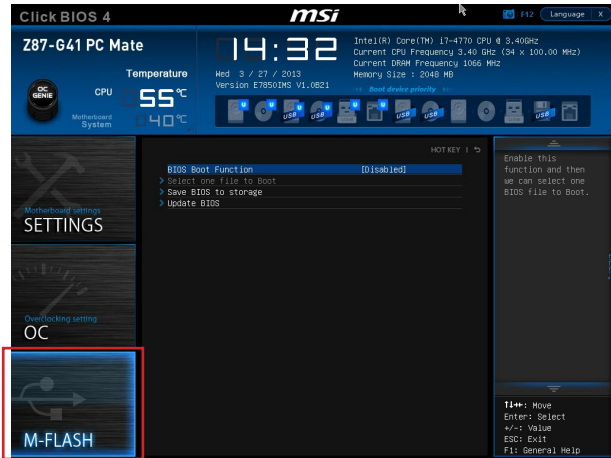 Click BIOS 4
msi
F12
Language
X
Z87-G41 PC Mate
14:32
Wed 3 / 27 / 2013
Version E7850IMS V1.0B21
Intel(R) Core(TM) i7-4770 CPU @ 3.40GHz
Current CPU Frequency 3.40 GHz (34 x 100.00 MHz)
Current DRAM Frequency 1066 MHz
Memory Size : 2048 MB
Boot device priority
Temperature
OC
GENIE
CPU
55°C
Motherboard
System
40°C
U U U U U U
USB USB USB USB USB
HOT KEY
BIOS Boot Function [Disabled]
Select one file to Boot
Save BIOS to storage
Update BIOS
Enable this
function and then
we can select one
BIOS file to Boot.
Motherboard settings
SETTINGS
Overclocking setting
OC
M-FLASH
↑↓→←: Move
Enter: Select
+/-: Value
ESC: Exit
F1: General Help